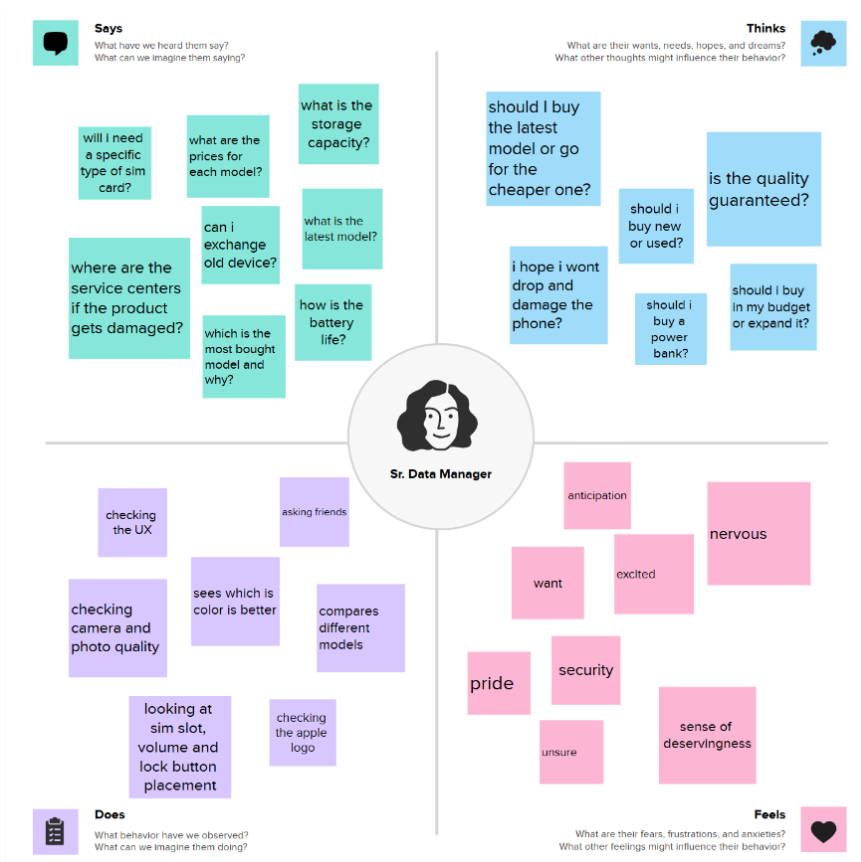 Says
What have we heard them say?
What can we imagine them saying?
Thinks
What are their wants, needs, hopes, and dreams?
What other thoughts might influence their behavior?
will i need
a specific
type of sim
card?
what are the
prices for
each model?
what is the
storage
capacity?
can i
exchange
old device?
what is the
latest model?
where are the
service centers
if the product
gets damaged?
which is the
most bought
model and
why?
how is the
battery
life?
should I buy
the latest
model or go
for the
cheaper one?
is the quality
guaranteed?
should i
buy new
or used?
i hope i wont
drop and
damage the
phone?
should i
buy a
power
bank?
should i buy
in my budget
or expand it?
Sr. Data Manager
checking
the UX
asking friends
checking
camera and
photo quality
sees which is
color is better
compares
different
models
looking at
sim slot,
volume and
lock button
placement
checking
the apple
logo
anticipation
nervous
want
excited
pride
security
unsure
sense of
deservingness
Does
What behavior have we observed?
What can we imagine them doing?
Feels
What are their fears, frustrations, and anxieties?
What other feelings might influence their behavior?